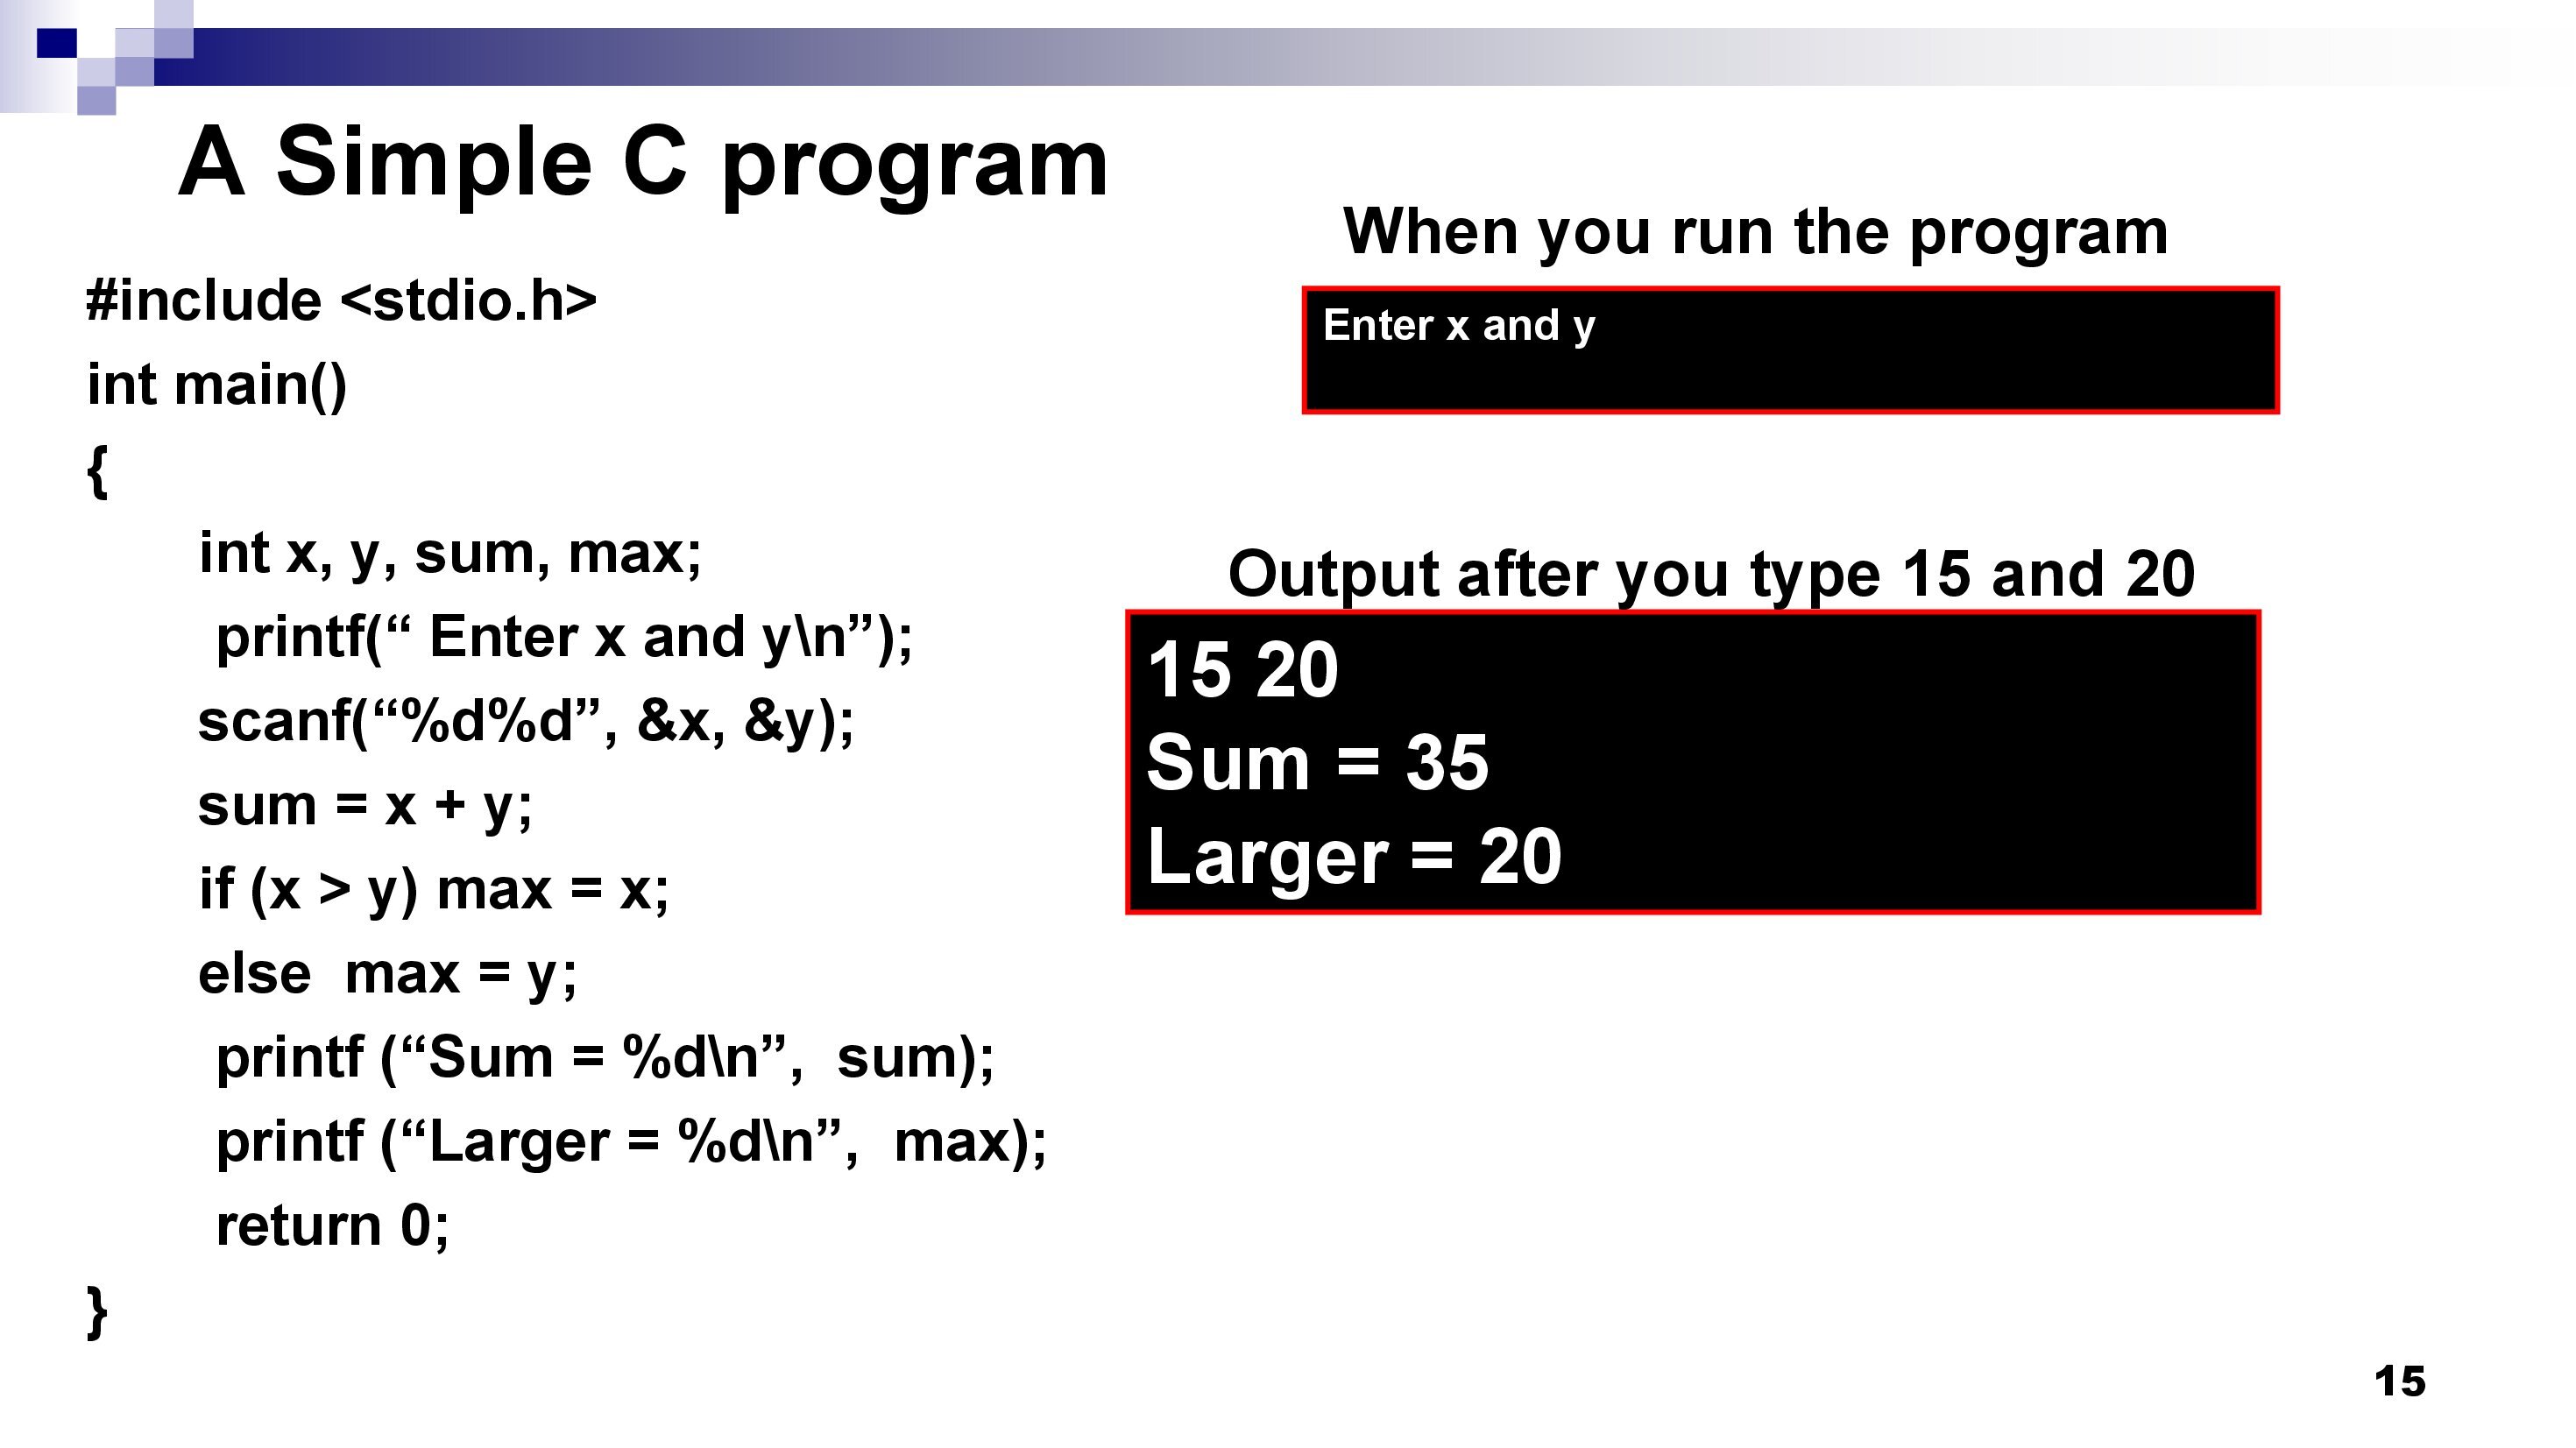 A Simple C program
#include <stdio.h>
int main()
{
int x, y, sum, max;
printf(“ Enter x and y\n”);
scanf(“%d%d”, &x, &y);
sum = x + y;
if (x > y) max = x;
else  max = y;
printf (“Sum = %d\n”,  sum);
printf (“Larger = %d\n”,  max);
return 0;
}
When you run the program
Enter x and y
Output after you type 15 and 20
15 20
Sum = 35
Larger = 20
15